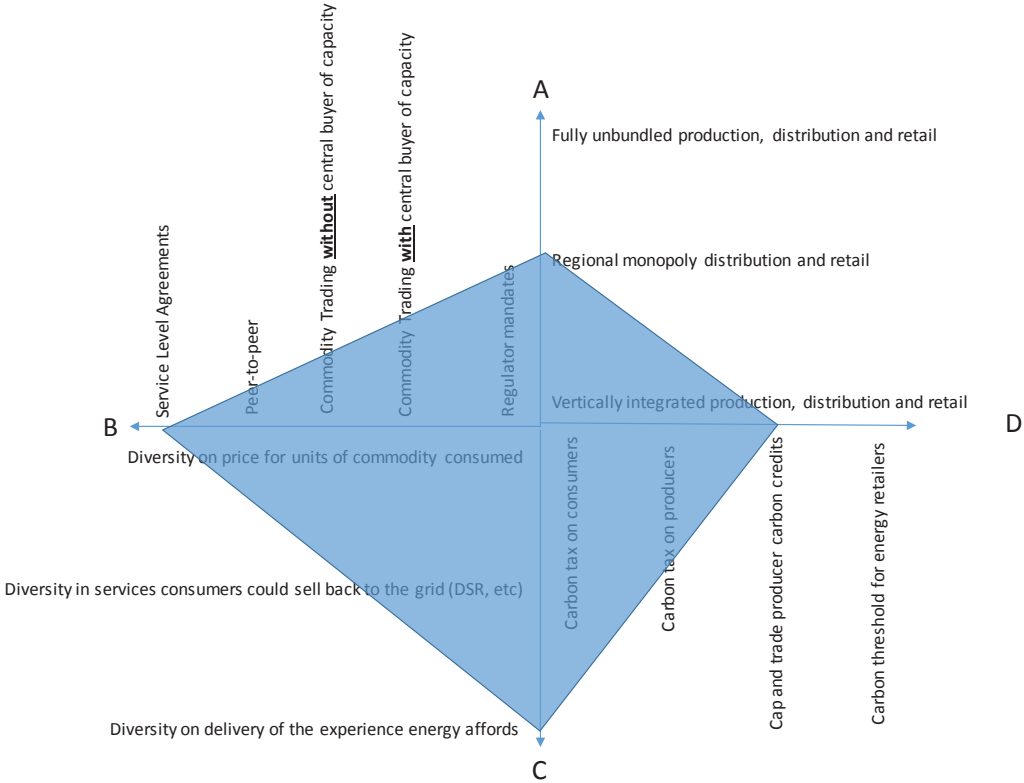 A
Fully unbundled production, distribution and retail
Regional monopoly distribution and retail
Vertically integrated production, distribution and retail
Service Level Agreements
Peer-to-peer
Commodity Trading without central buyer of capacity
Commodity Trading with central buyer of capacity
Regulator mandates
B
D
Diversity on price for units of commodity consumed
Diversity in services consumers could sell back to the grid (DSR, etc)
Diversity on delivery of the experience energy affords
Carbon tax on consumers
Carbon tax on producers
Cap and trade producer carbon credits
Carbon threshold for energy retailers
C